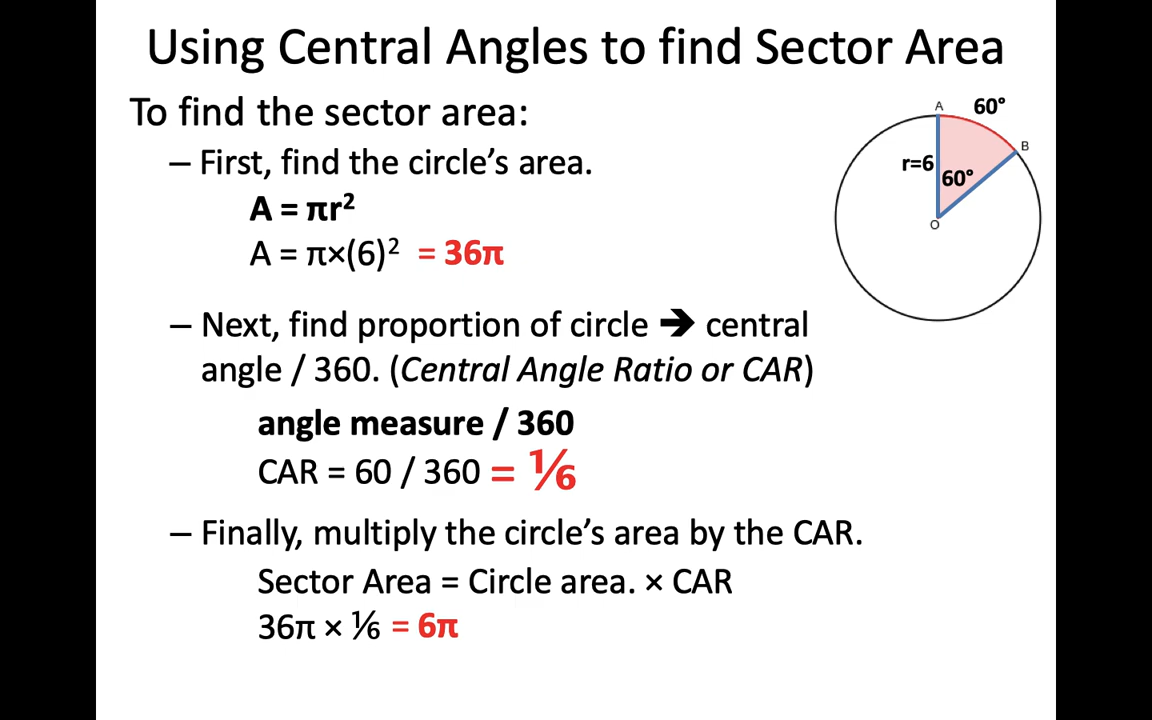 Using Central Angles to find Sector Area
To find the sector area:
– First, find the circle’s area.
A = πr²
A = π×(6)² = 36π
– Next, find proportion of circle ➔ central
angle / 360. (Central Angle Ratio or CAR)
angle measure / 360
CAR = 60 / 360 = ⅙
– Finally, multiply the circle’s area by the CAR.
Sector Area = Circle area. × CAR
36π × ⅙ = 6π
A
60°
B
r=6
60°
O